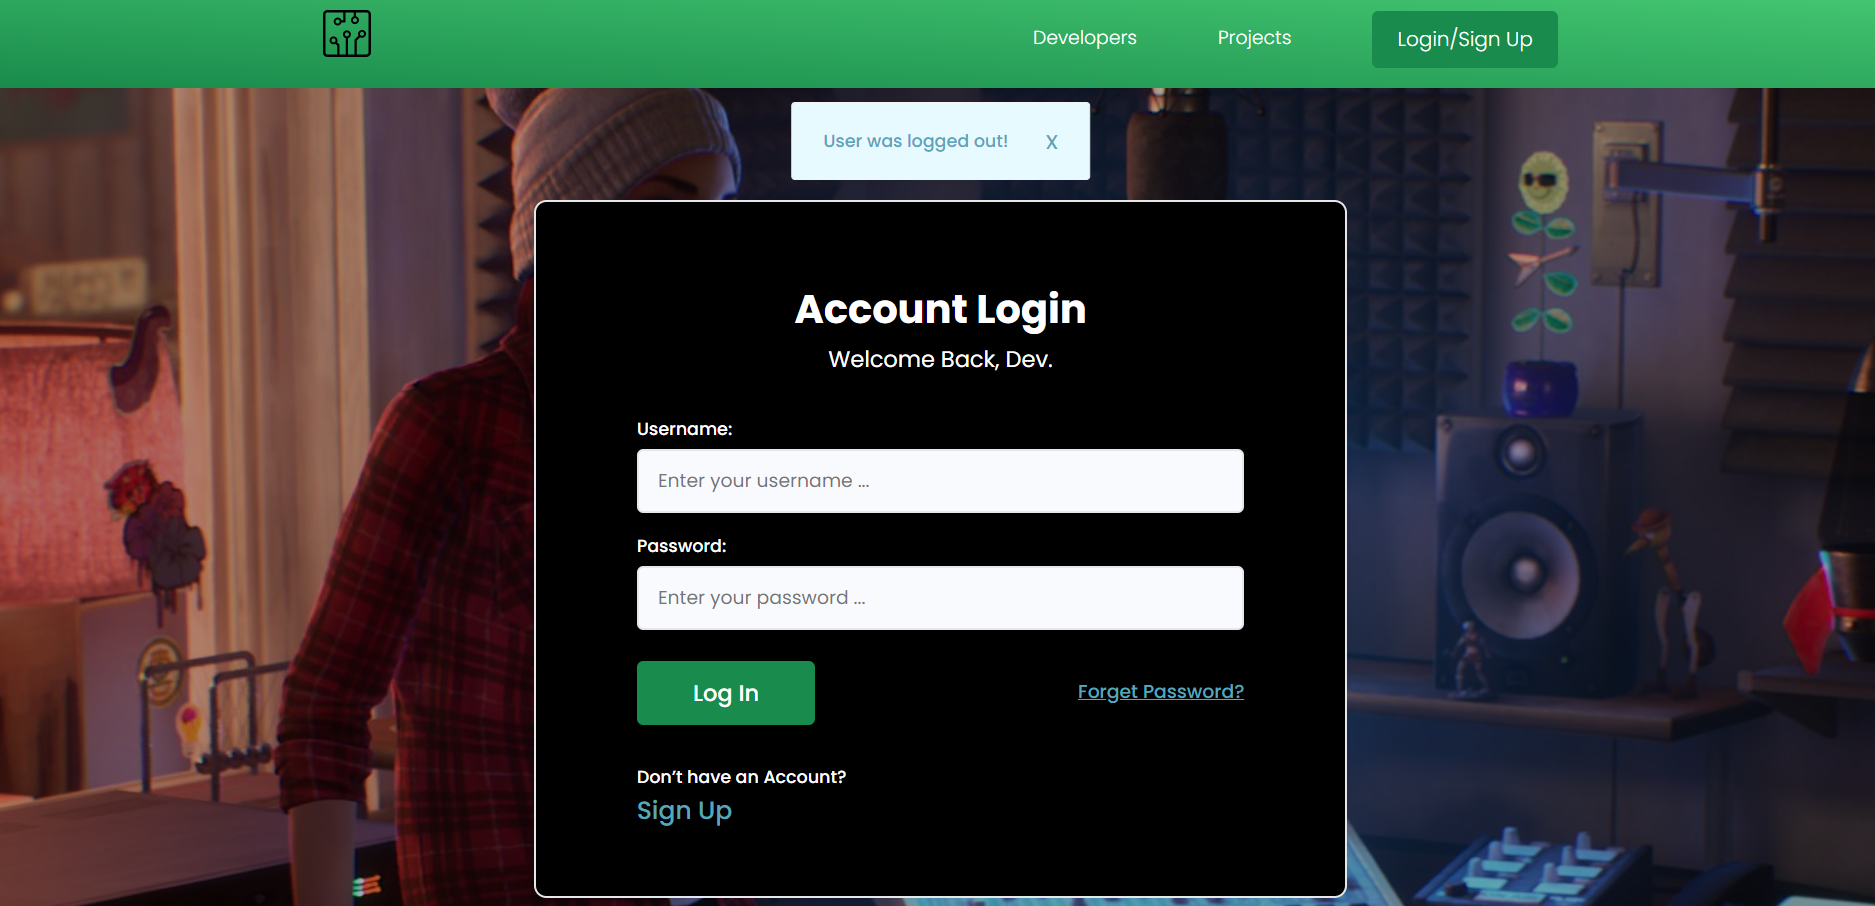 Developers
Projects
Login/Sign Up
User was logged out!
X
Account Login
Welcome Back, Dev.
Username:
Enter your username ...
Password:
Enter your password ...
Log In
Forget Password?
Don't have an Account?
Sign Up